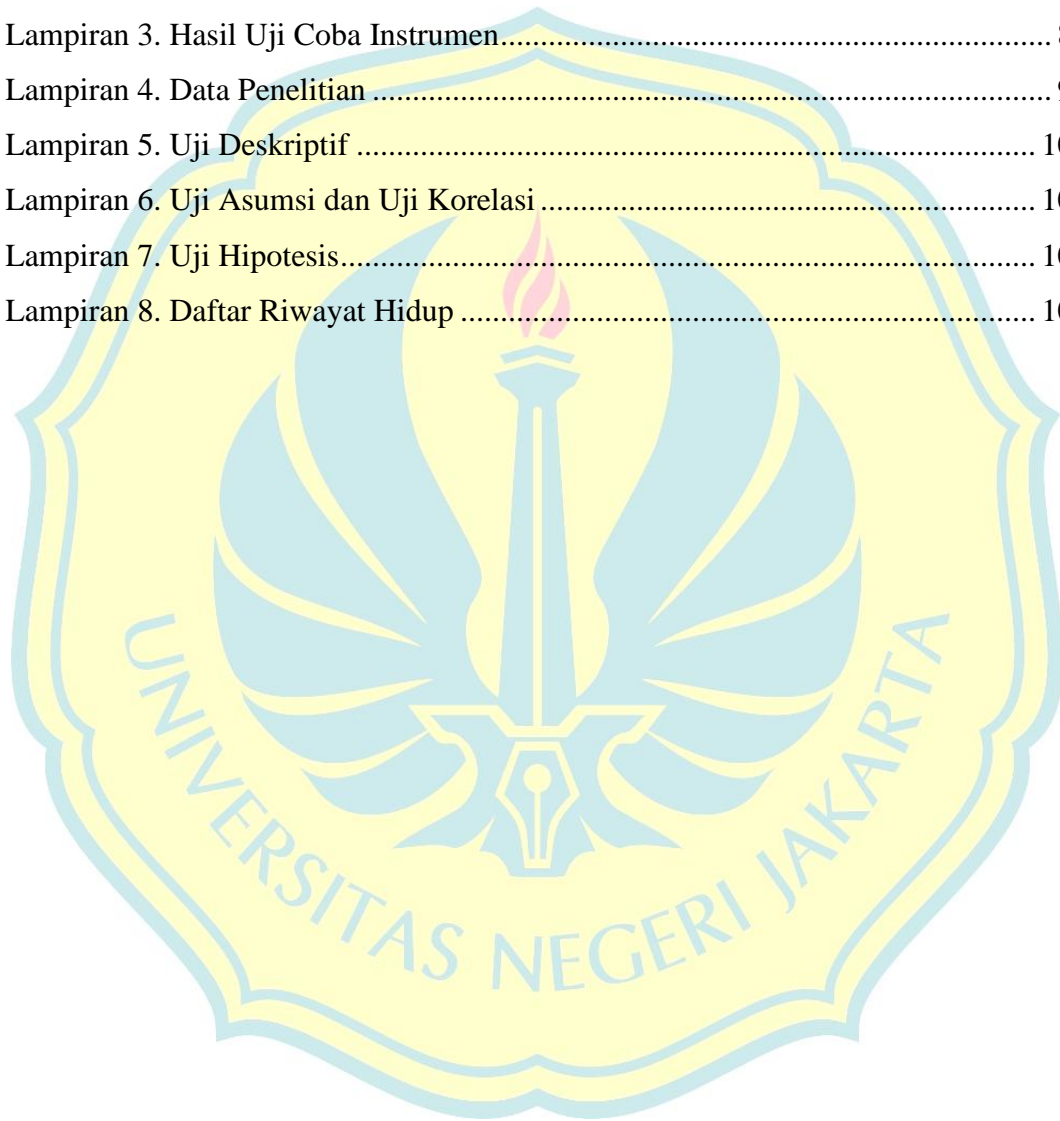 Lampiran 3. Hasil Uji Coba Instrumen
Lampiran 4. Data Penelitian
Lampiran 5. Uji Deskriptif
Lampiran 6. Uji Asumsi dan Uji Korelasi
Lampiran 7. Uji Hipotesis
Lampiran 8. Daftar Riwayat Hidup
UNIVERSITAS NEGERI JAKARTA